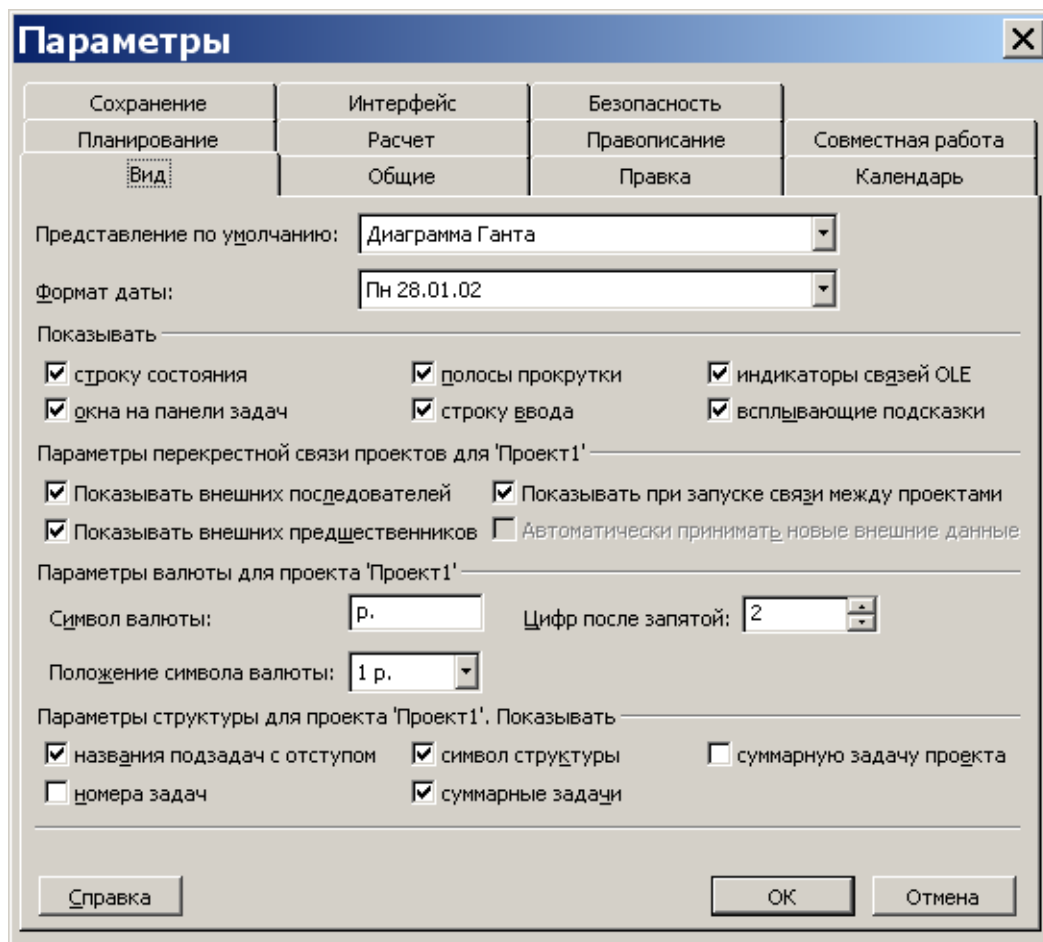 Параметры
Сохранение Интерфейс Безопасность
Планирование Расчет Правописание Совместная работа
Вид Общие Правка Календарь
Представление по умолчанию: Диаграмма Ганта
Формат даты: Пн 28.01.02
Показывать
строку состояния полосы прокрутки индикаторы связей OLE
окна на панели задач строку ввода всплывающие подсказки
Параметры перекрестной связи проектов для 'Проект1'
Показывать внешних последователей Показывать при запуске связи между проектами
Показывать внешних предшественников Автоматически принимать новые внешние данные
Параметры валюты для проекта 'Проект1'
Символ валюты: р. Цифр после запятой: 2
Положение символа валюты: 1 р.
Параметры структуры для проекта 'Проект1'. Показывать
названия подзадач с отступом символ структуры суммарную задачу проекта
номера задач суммарные задачи
Справка ОК Отмена